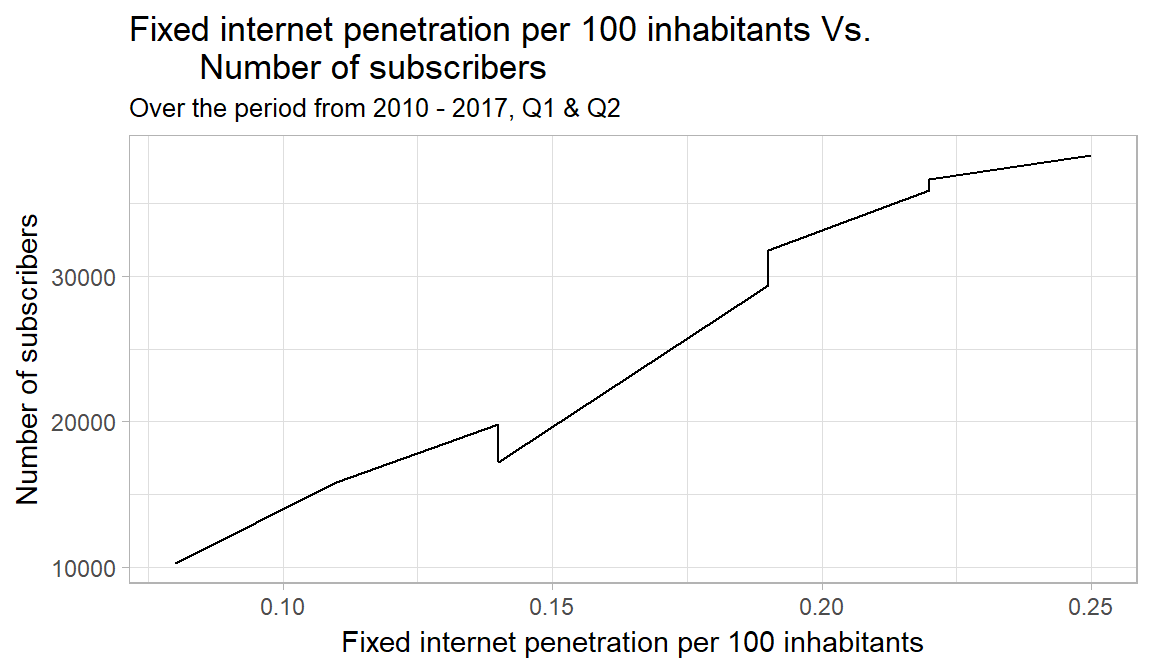 Fixed internet penetration per 100 inhabitants Vs.
Number of subscribers
Over the period from 2010 - 2017, Q1 & Q2
Number of subscribers
30000
20000
10000
0.10
0.15
0.20
0.25
Fixed internet penetration per 100 inhabitants